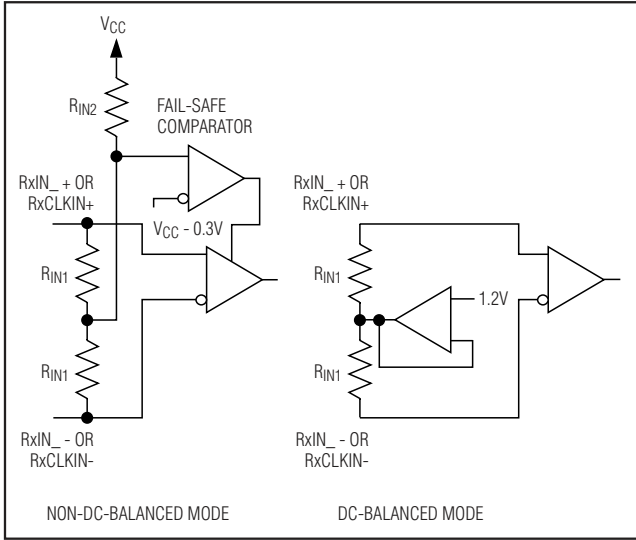 VCC
RIN2
FAIL-SAFE
COMPARATOR
RxIN_ + OR
RxCLKIN+
VCC - 0.3V
RIN1
RIN1
RxIN_ - OR
RxCLKIN-
NON-DC-BALANCED MODE
RxIN_ + OR
RxCLKIN+
RIN1
1.2V
RIN1
RxIN_ - OR
RxCLKIN-
DC-BALANCED MODE